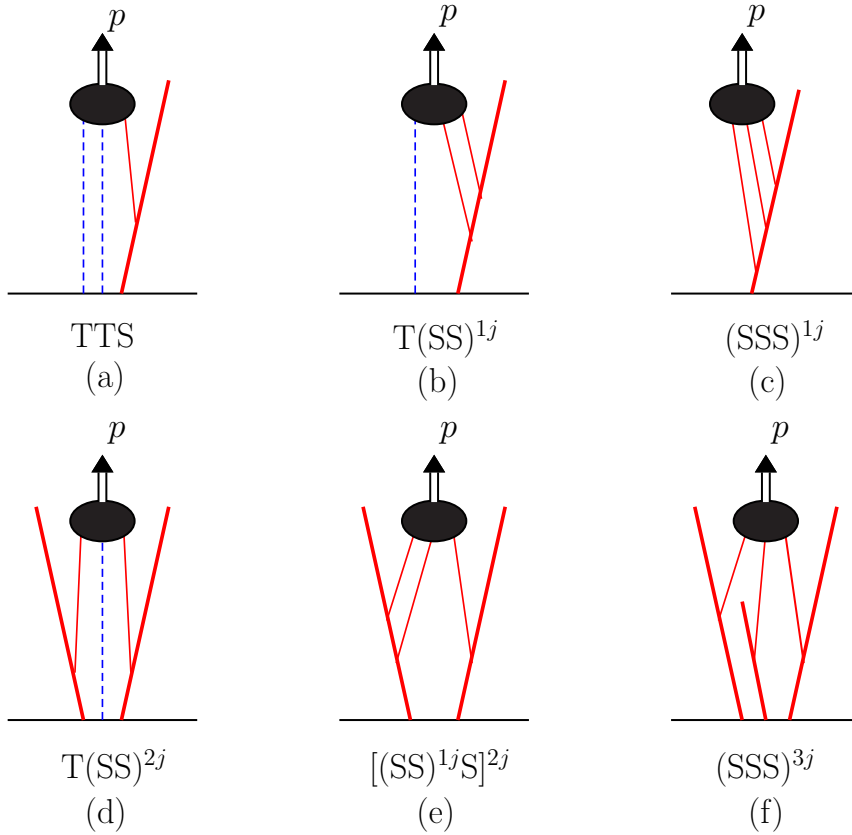 p p p
TTS T(SS)^{1j} (SSS)^{1j}
(a) (b) (c)
p p p
T(SS)^{2j} [(SS)^{1j}S]^{2j} (SSS)^{3j}
(d) (e) (f)